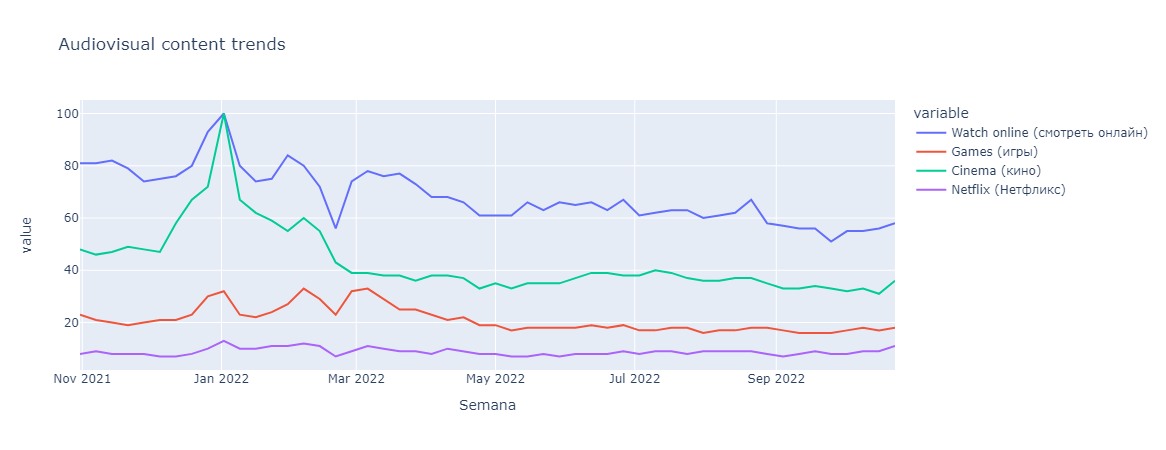 Audiovisual content trends
variable
Watch online (смотреть онлайн)
Games (игры)
Cinema (кино)
Netflix (Нетфликс)
value
100
80
60
40
20
Nov 2021
Jan 2022
Mar 2022
May 2022
Jul 2022
Sep 2022
Semana